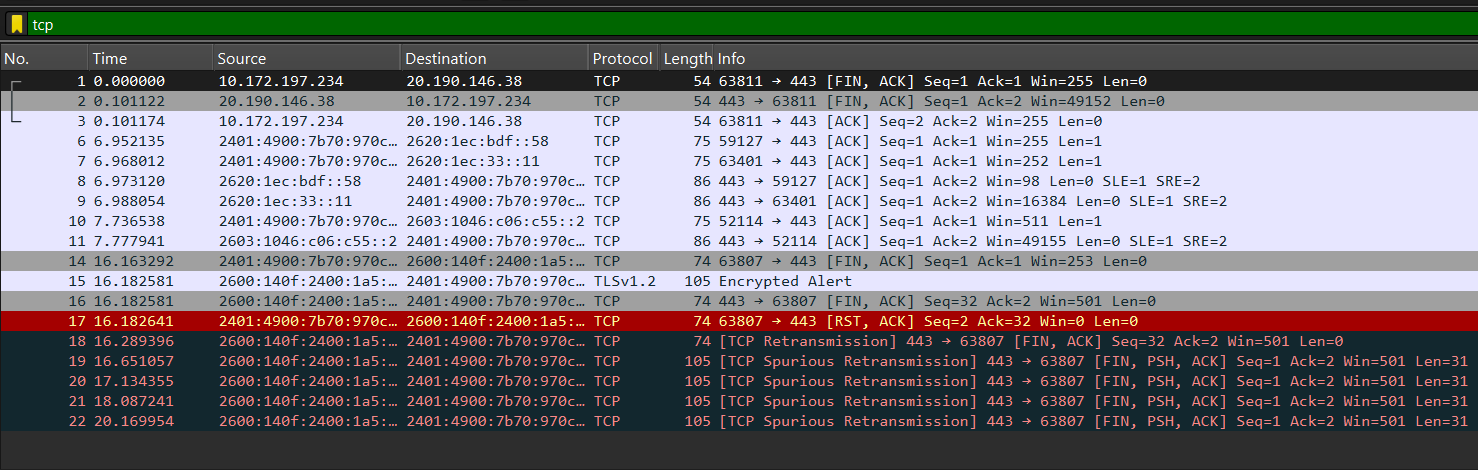 tcp
No. Time Source Destination Protocol Length Info
1 0.000000 10.172.197.234 20.190.146.38 TCP 54 63811 → 443 [FIN, ACK] Seq=1 Ack=1 Win=255 Len=0
2 0.101122 20.190.146.38 10.172.197.234 TCP 54 443 → 63811 [FIN, ACK] Seq=1 Ack=2 Win=49152 Len=0
3 0.101174 10.172.197.234 20.190.146.38 TCP 54 63811 → 443 [ACK] Seq=2 Ack=2 Win=255 Len=0
6 6.952135 2401:4900:7b70:970c… 2620:1ec:bdf::58 TCP 75 59127 → 443 [ACK] Seq=1 Ack=1 Win=255 Len=1
7 6.968012 2401:4900:7b70:970c… 2620:1ec:33::11 TCP 75 63401 → 443 [ACK] Seq=1 Ack=1 Win=252 Len=1
8 6.973120 2620:1ec:bdf::58 2401:4900:7b70:970c… TCP 86 443 → 59127 [ACK] Seq=1 Ack=2 Win=98 Len=0 SLE=1 SRE=2
9 6.988054 2620:1ec:33::11 2401:4900:7b70:970c… TCP 86 443 → 63401 [ACK] Seq=1 Ack=2 Win=16384 Len=0 SLE=1 SRE=2
10 7.736538 2401:4900:7b70:970c… 2603:1046:c06:c55::2 TCP 75 52114 → 443 [ACK] Seq=1 Ack=1 Win=511 Len=1
11 7.777941 2603:1046:c06:c55::2 2401:4900:7b70:970c… TCP 86 443 → 52114 [ACK] Seq=1 Ack=2 Win=49155 Len=0 SLE=1 SRE=2
14 16.163292 2401:4900:7b70:970c… 2600:140f:2400:1a5:… TCP 74 63807 → 443 [FIN, ACK] Seq=1 Ack=1 Win=253 Len=0
15 16.182581 2600:140f:2400:1a5:… 2401:4900:7b70:970c… TLSv1.2 105 Encrypted Alert
16 16.182581 2600:140f:2400:1a5:… 2401:4900:7b70:970c… TCP 74 443 → 63807 [FIN, ACK] Seq=32 Ack=2 Win=501 Len=0
17 16.182641 2401:4900:7b70:970c… 2600:140f:2400:1a5:… TCP 74 63807 → 443 [RST, ACK] Seq=2 Ack=32 Win=0 Len=0
18 16.289396 2600:140f:2400:1a5:… 2401:4900:7b70:970c… TCP 74 [TCP Retransmission] 443 → 63807 [FIN, ACK] Seq=32 Ack=2 Win=501 Len=0
19 16.651057 2600:140f:2400:1a5:… 2401:4900:7b70:970c… TCP 105 [TCP Spurious Retransmission] 443 → 63807 [FIN, PSH, ACK] Seq=1 Ack=2 Win=501 Len=31
20 17.134355 2600:140f:2400:1a5:… 2401:4900:7b70:970c… TCP 105 [TCP Spurious Retransmission] 443 → 63807 [FIN, PSH, ACK] Seq=1 Ack=2 Win=501 Len=31
21 18.087241 2600:140f:2400:1a5:… 2401:4900:7b70:970c… TCP 105 [TCP Spurious Retransmission] 443 → 63807 [FIN, PSH, ACK] Seq=1 Ack=2 Win=501 Len=31
22 20.169954 2600:140f:2400:1a5:… 2401:4900:7b70:970c… TCP 105 [TCP Spurious Retransmission] 443 → 63807 [FIN, PSH, ACK] Seq=1 Ack=2 Win=501 Len=31